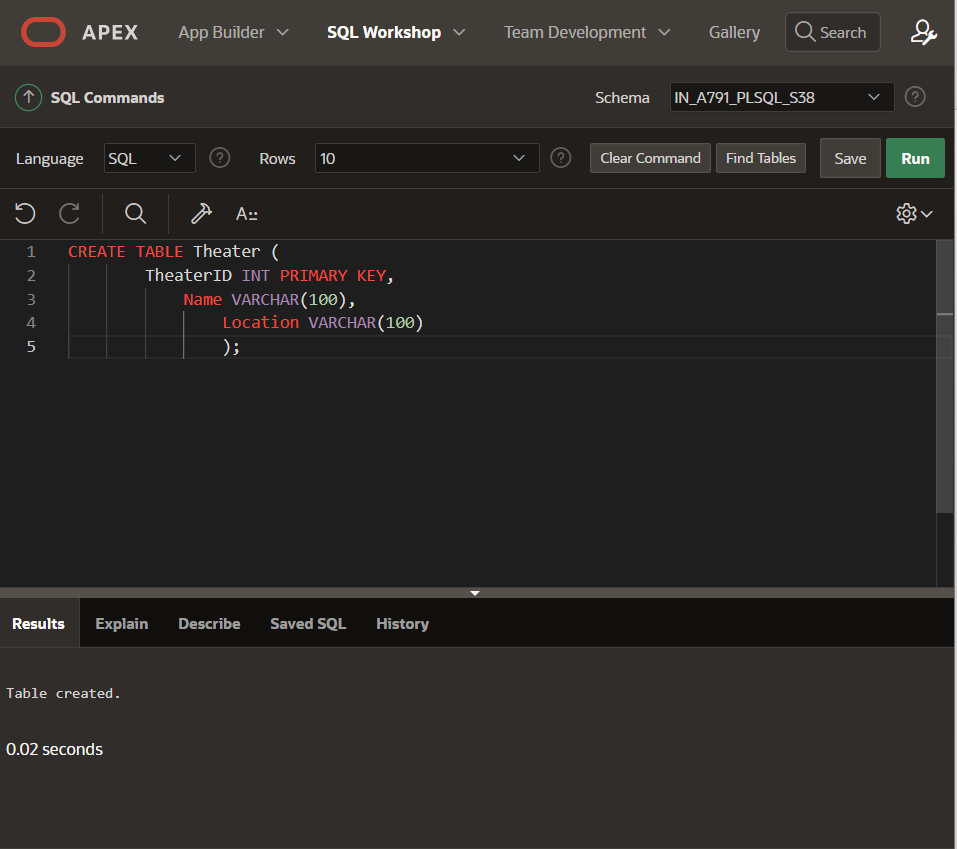 APEX App Builder SQL Workshop Team Development Gallery Search
SQL Commands Schema IN_A791_PLSQL_S38 ?
Language SQL ? Rows 10 ? Clear Command Find Tables Save Run
A::
1 CREATE TABLE Theater (
2 TheaterID INT PRIMARY KEY,
3 Name VARCHAR(100),
4 Location VARCHAR(100)
5 );
Results Explain Describe Saved SQL History
Table created.
0.02 seconds